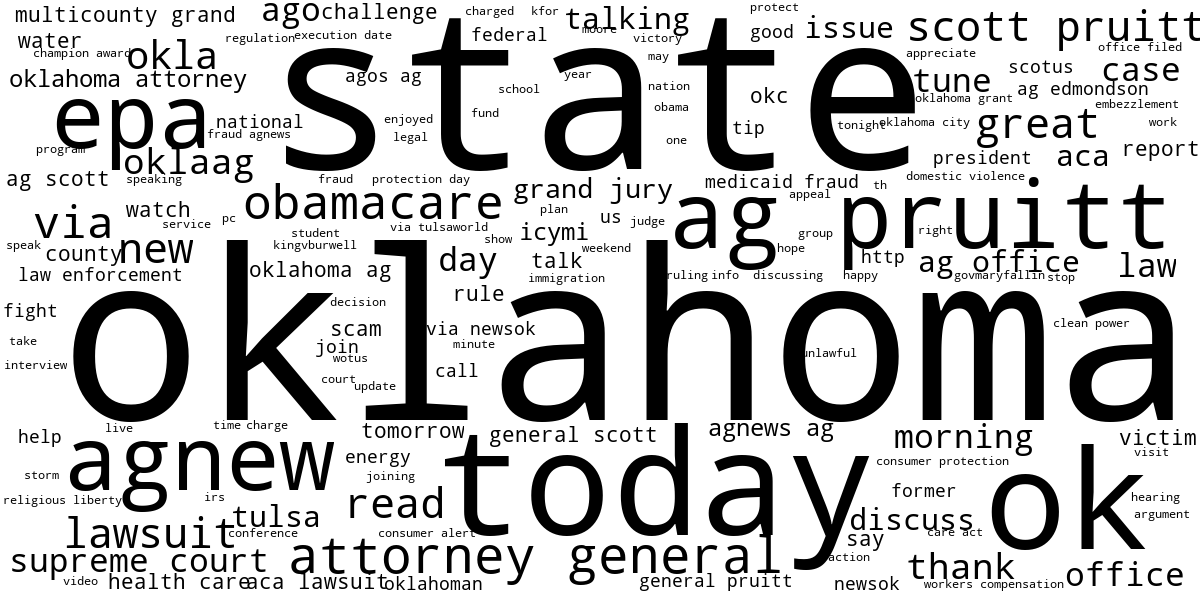 multicounty grand
ago
challenge
charged
kfor
talking
protect
water
okla
regulation
execution date
federal
moore
victory
good
issue
scott pruitt
champion award
state
may
appreciate
office filed
oklahoma attorney
agos ag
year
nation
tune
scotus
case
epa
school
okc
ag edmondson
national
fund
obama
oklahoma grant
embezzlement
fraud agnews
enjoyed
legal
one
tip
tonight
oklahoma city
great
work
program
oklaag
president
aca
report
ag scott
speaking
fraud
protection day
grand jury
medicaid fraud
th
domestic violence
via
watch
obamacare
plan
us
appeal
ag pruitt
service
pc
via tulsaworld
icymi
judge
group
right
speak
county
new
student
kingvburwell
show
weekend
hope
http
law enforcement
oklahoma ag
day
talk
immigration
ruling
info
discussing
happy
ag office
govmaryfallin
stop
law
fight
decision
rule
oklahoma
take
scam
via newsok
clean power
interview
join
wotus
minute
unlawful
court
update
call
help
live
time
charge
tomorrow
general scott
agnews ag
morning
victim
visit
storm
agnew
energy
today
consumer protection
religious liberty
irs
joining
read
former
ok
hearing
argument
lawsuit
tulsa
conference
consumer alert
discuss
care act
say
supreme court
attorney general
action
thank
office
video
health care
aca lawsuit
oklahoman
general pruitt
newsok
workers compensation